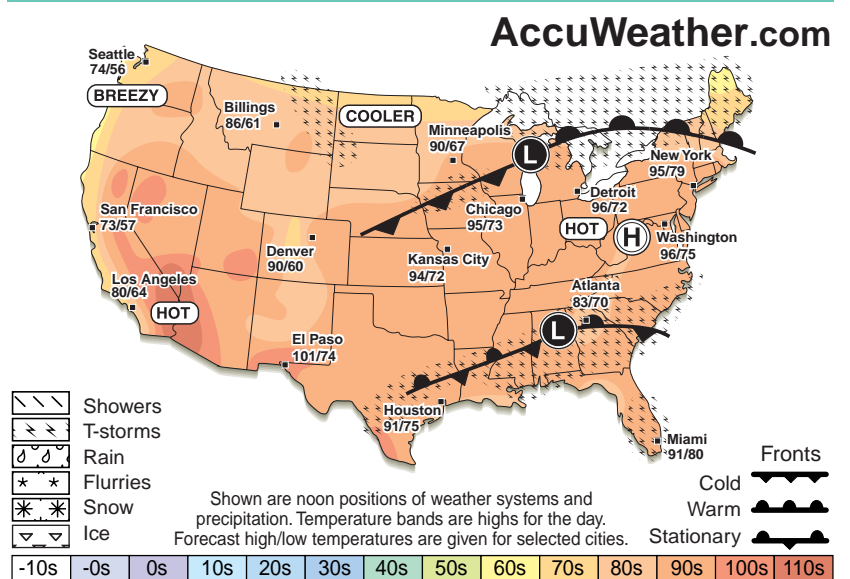 AccuWeather.com
Seattle
74/56
BREEZY
Billings
86/61
COOLER
Minneapolis
90/67
L
New York
95/79
Detroit
96/72
San Francisco
73/57
Chicago
95/73
HOT
H
Washington
96/75
Denver
90/60
Kansas City
94/72
Los Angeles
80/64
HOT
Atlanta
83/70
L
El Paso
101/74
Houston
91/75
Miami
91/80
Showers
T-storms
Rain
Flurries
Snow
Ice
Shown are noon positions of weather systems and
precipitation. Temperature bands are highs for the day.
Forecast high/low temperatures are given for selected cities.
Fronts
Cold
Warm
Stationary
-10s -0s 0s 10s 20s 30s 40s 50s 60s 70s 80s 90s 100s 110s